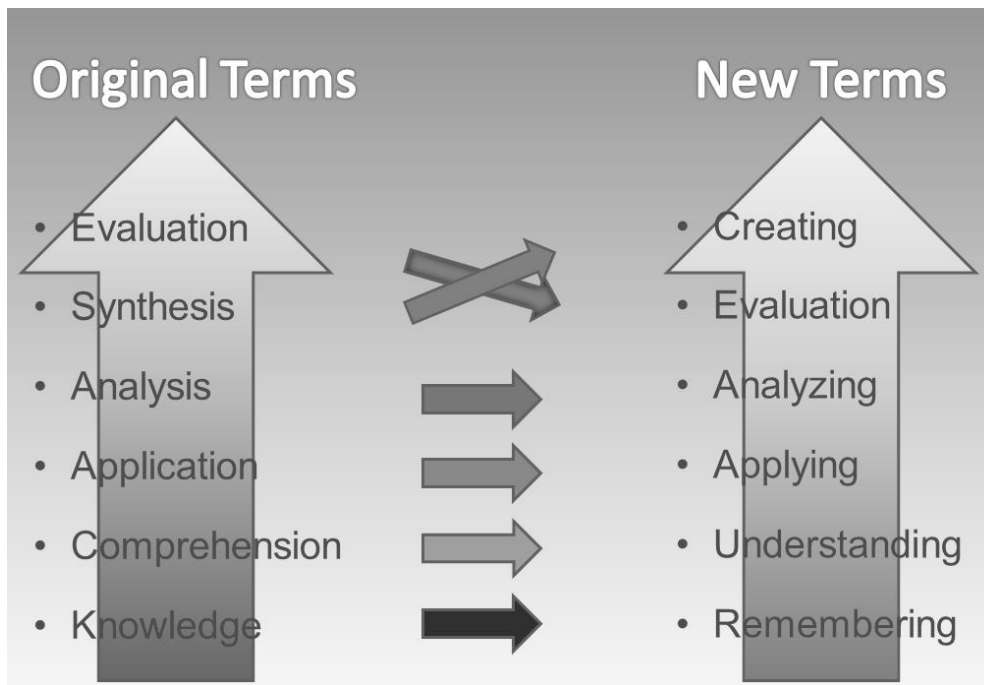 Original Terms
• Evaluation
• Synthesis
• Analysis
• Application
• Comprehension
• Knowledge
New Terms
• Creating
• Evaluation
• Analyzing
• Applying
• Understanding
• Remembering